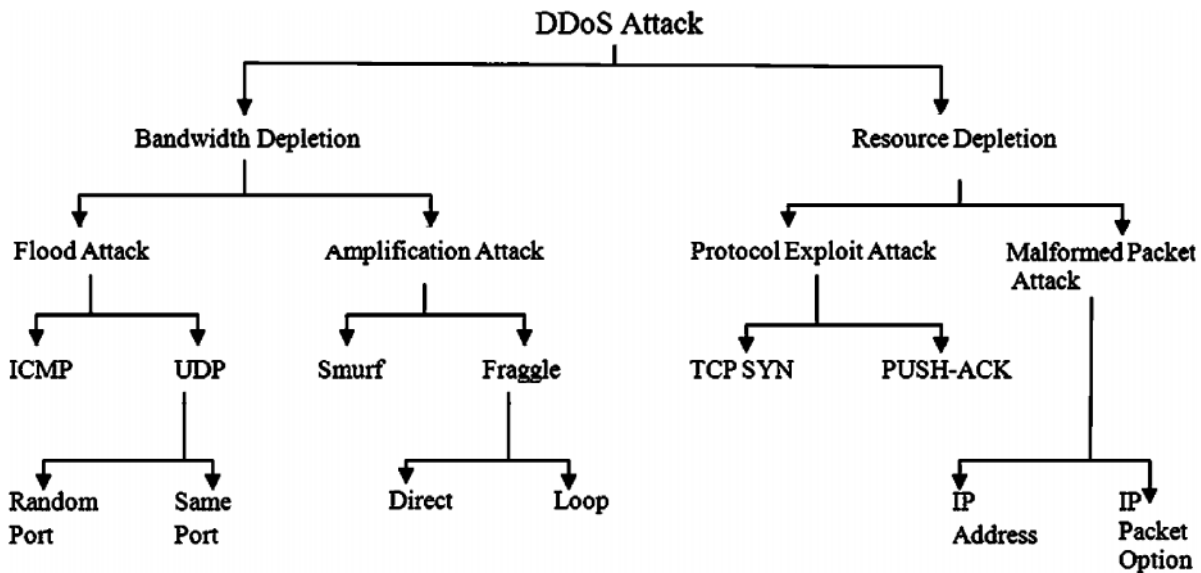 DDoS Attack
Bandwidth Depletion
Resource Depletion
Flood Attack
Amplification Attack
Protocol Exploit Attack
Malformed Packet
Attack
ICMP
UDP
Smurf
Fraggle
TCP SYN
PUSH-ACK
Random
Port
Same
Port
Direct
Loop
IP
Address
IP
Packet
Option